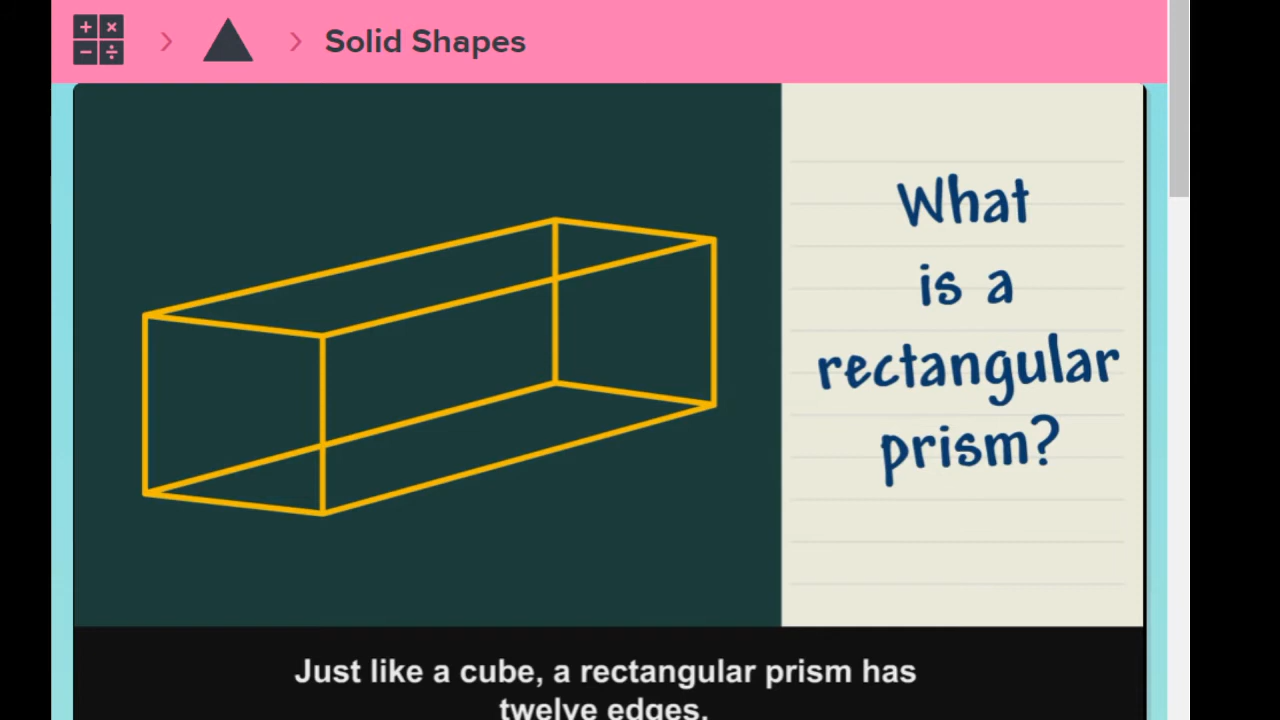 + ×
− ÷
Solid Shapes
What
is a
rectangular
prism?
Just like a cube, a rectangular prism has
twelve edges.